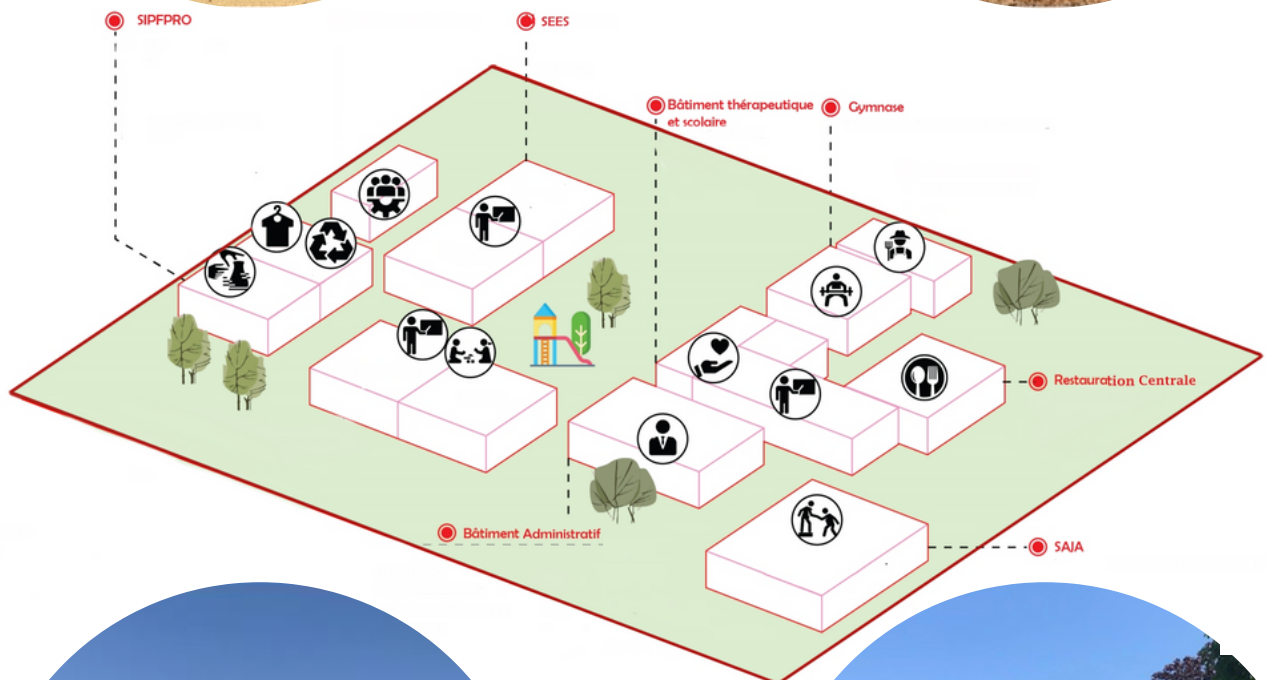 SIPFPRO
SEES
Bâtiment thérapeutique
et scolaire
Gymnase
Restauration Centrale
Bâtiment Administratif
SAJA